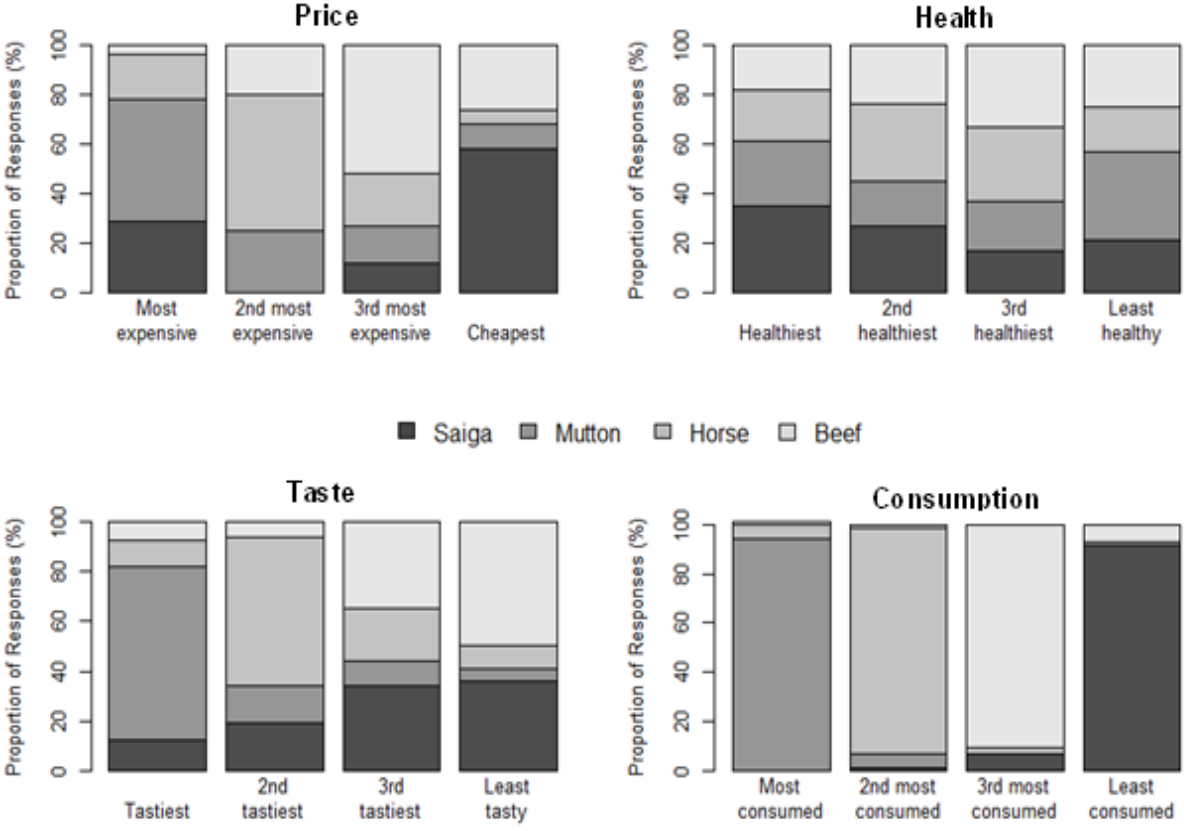 Price
Proportion of Responses (%)
100
80
60
40
20
0
Most expensive
2nd most expensive
3rd most expensive
Cheapest
Health
Proportion of Responses (%)
100
80
60
40
20
0
Healthiest
2nd healthiest
3rd healthiest
Least healthy
Saiga Mutton Horse Beef
Taste
Proportion of Responses (%)
100
80
60
40
20
0
Tastiest
2nd tastiest
3rd tastiest
Least tasty
Consumption
Proportion of Responses (%)
100
80
60
40
20
0
Most consumed
2nd most consumed
3rd most consumed
Least consumed